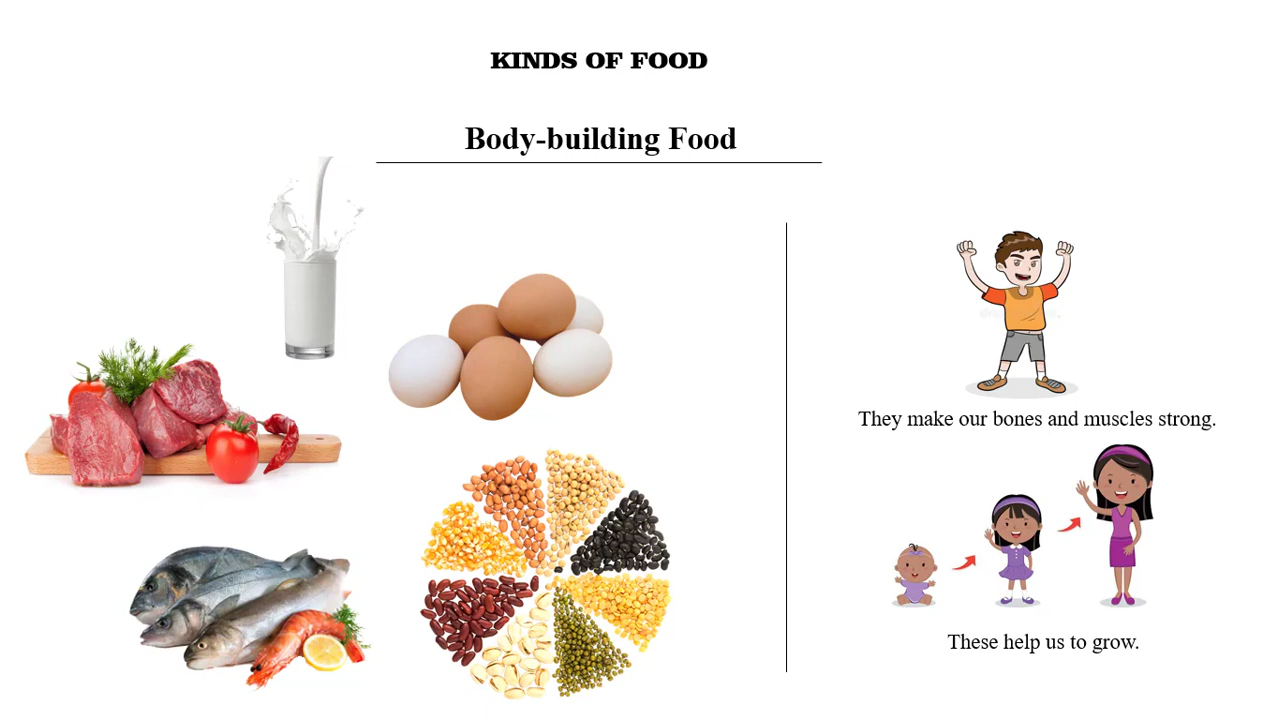 KINDS OF FOOD
Body-building Food
They make our bones and muscles strong.
These help us to grow.